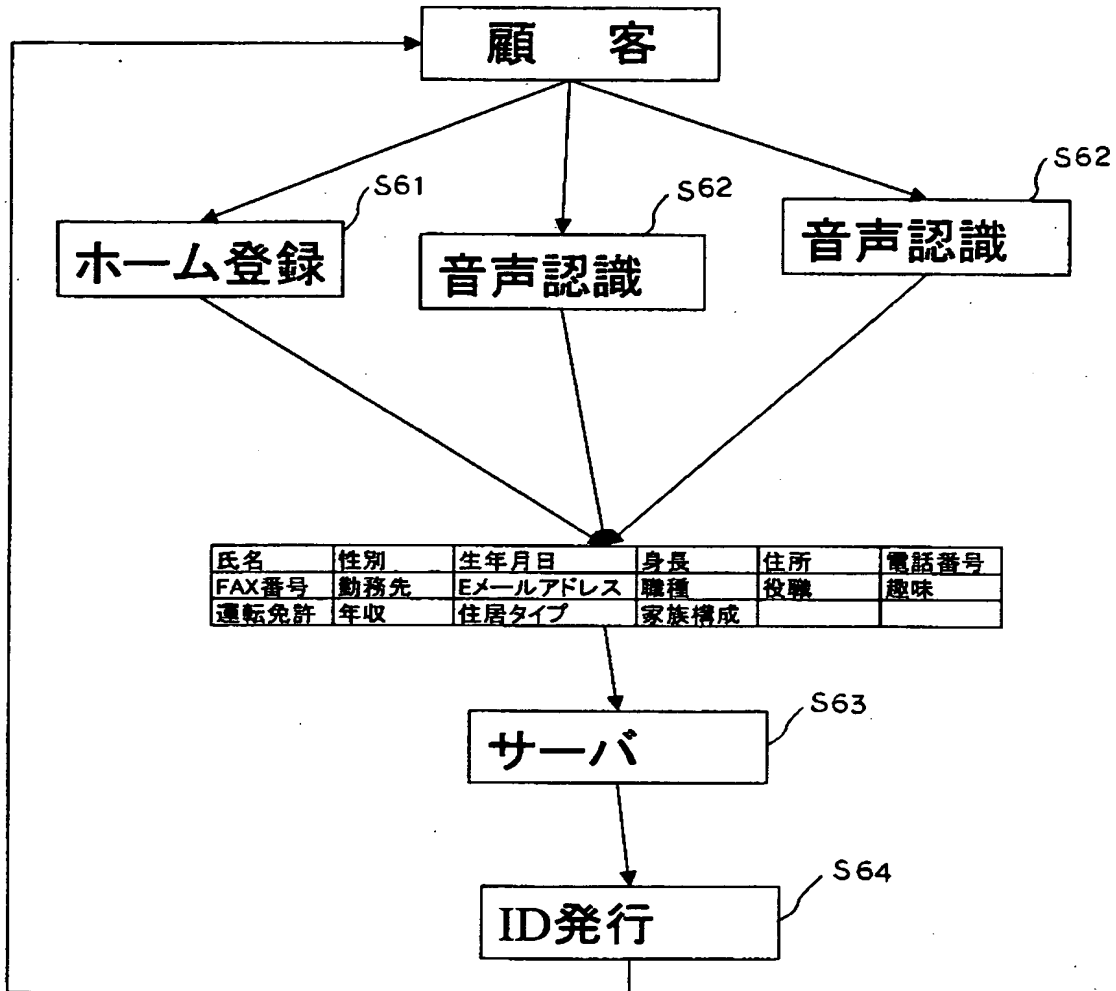 顧 客
S61
S62
S62
ホーム登録
音声認識
音声認識
氏名 性別 生年月日 身長 住所 電話番号
FAX番号 勤務先 Eメールアドレス 職種 役職 趣味
運転免許 年収 住居タイプ 家族構成
S63
サーバ
S64
ID発行